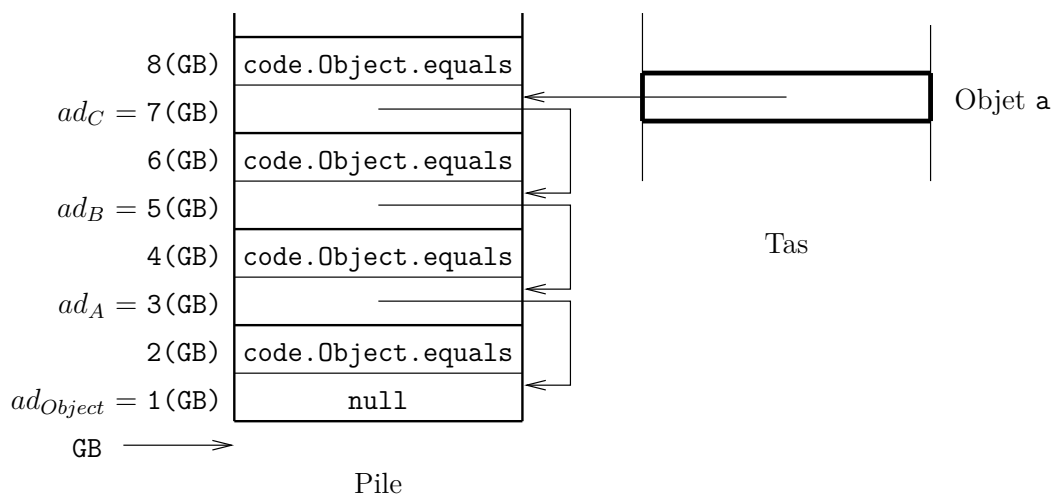 8(GB) code.Object.equals
Objet a
ad_C = 7(GB)
6(GB) code.Object.equals
ad_B = 5(GB)
Tas
4(GB) code.Object.equals
ad_A = 3(GB)
2(GB) code.Object.equals
ad_Object = 1(GB) null
GB
Pile